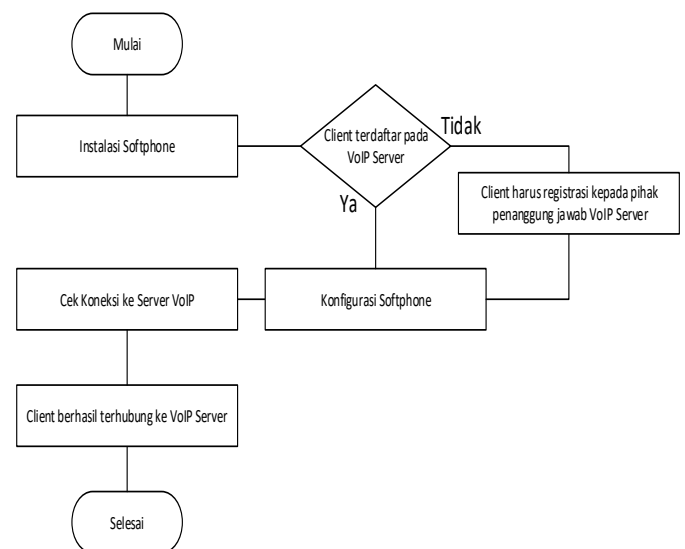 Mulai
Instalasi Softphone
Client terdaftar pada
VoIP Server
Tidak
Ya
Client harus registrasi kepada pihak
penanggung jawab VoIP Server
Konfigurasi Softphone
Cek Koneksi ke Server VoIP
Client berhasil terhubung ke VoIP Server
Selesai